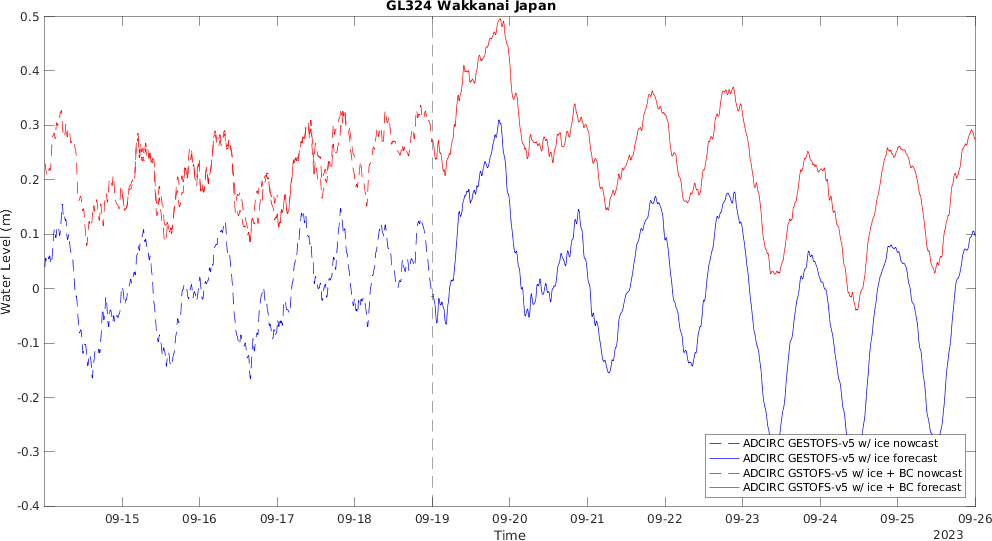 GL324 Wakkanai Japan
0.5
0.4
0.3
0.2
0.1
0
-0.1
-0.2
-0.3
-0.4
Water Level (m)
ADCIRC GESTOFS-v5 w/ ice nowcast
ADCIRC GESTOFS-v5 w/ ice forecast
ADCIRC GSTOFS-v5 w/ ice + BC nowcast
ADCIRC GSTOFS-v5 w/ ice + BC forecast
09-15 09-16 09-17 09-18 09-19 09-20 09-21 09-22 09-23 09-24 09-25 09-26
Time
2023